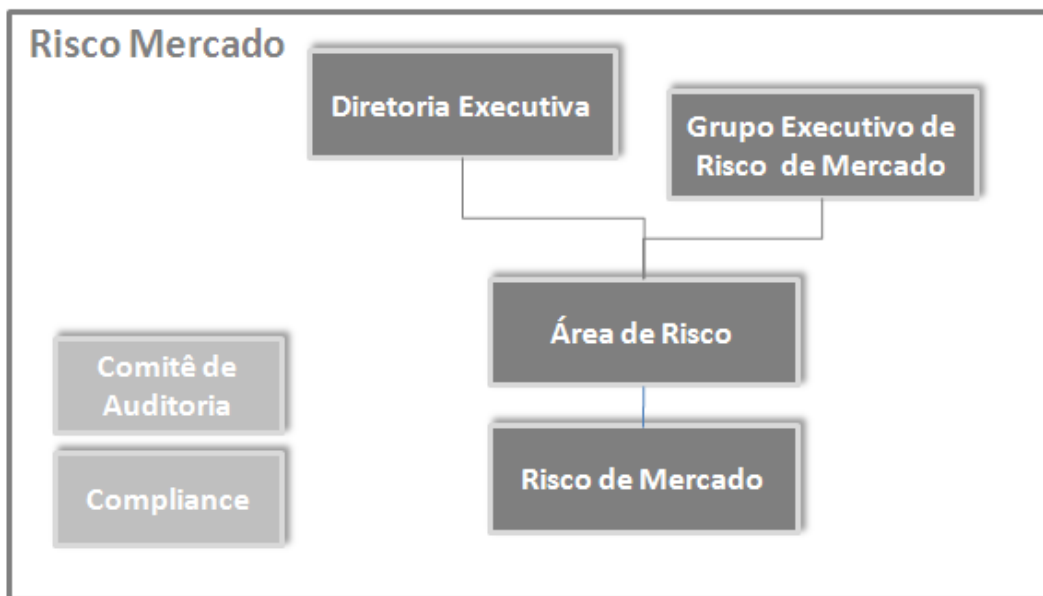 Risco Mercado
Diretoria Executiva
Grupo Executivo de
Risco de Mercado
Área de Risco
Comitê de
Auditoria
Risco de Mercado
Compliance